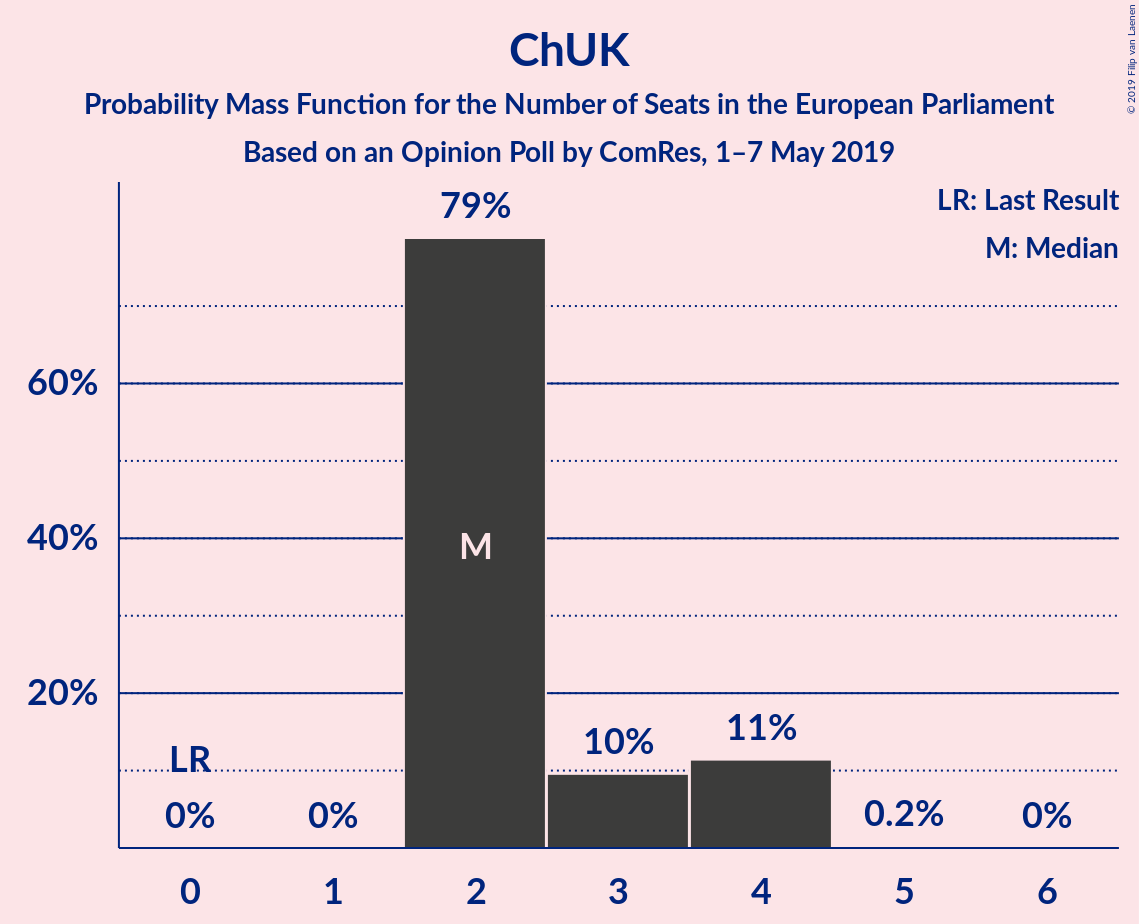 ChUK
Probability Mass Function for the Number of Seats in the European Parliament
Based on an Opinion Poll by ComRes, 1–7 May 2019
© 2019 Filip van Laenen
LR: Last Result
M: Median
79%
60%
40%
M
20%
LR
10%
11%
0%
0%
0.2%
0%
0 1 2 3 4 5 6